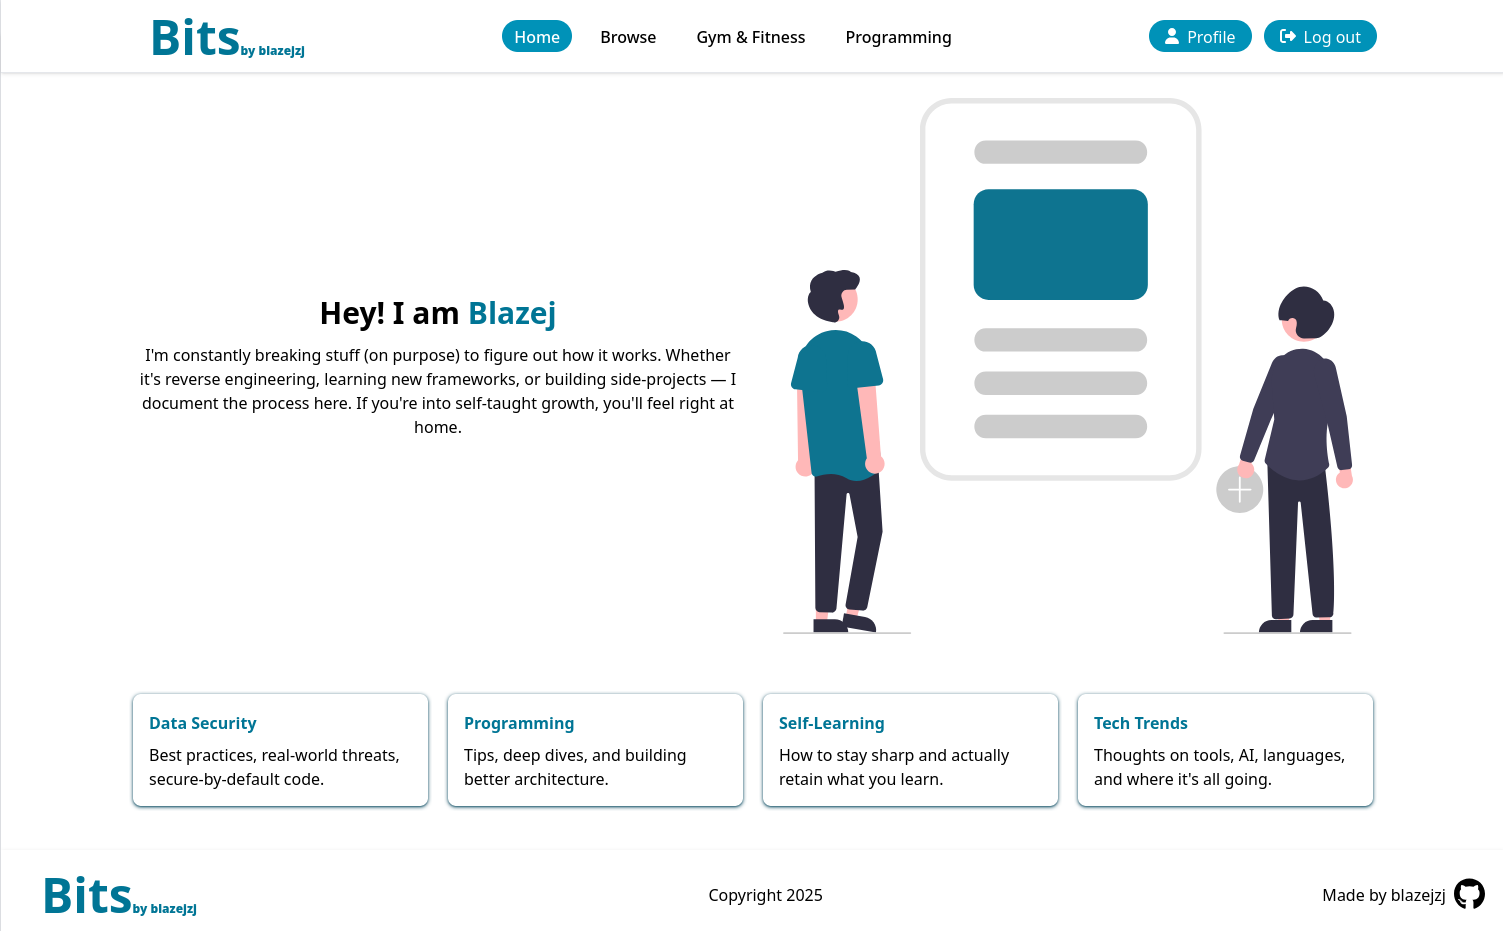 Bits by blazejzj
Home Browse Gym & Fitness Programming Profile Log out
Hey! I am Blazej
I'm constantly breaking stuff (on purpose) to figure out how it works. Whether
it's reverse engineering, learning new frameworks, or building side-projects — I
document the process here. If you're into self-taught growth, you'll feel right at
home.
Data Security
Best practices, real-world threats,
secure-by-default code.
Programming
Tips, deep dives, and building
better architecture.
Self-Learning
How to stay sharp and actually
retain what you learn.
Tech Trends
Thoughts on tools, AI, languages,
and where it's all going.
Bits by blazejzj
Copyright 2025
Made by blazejzj